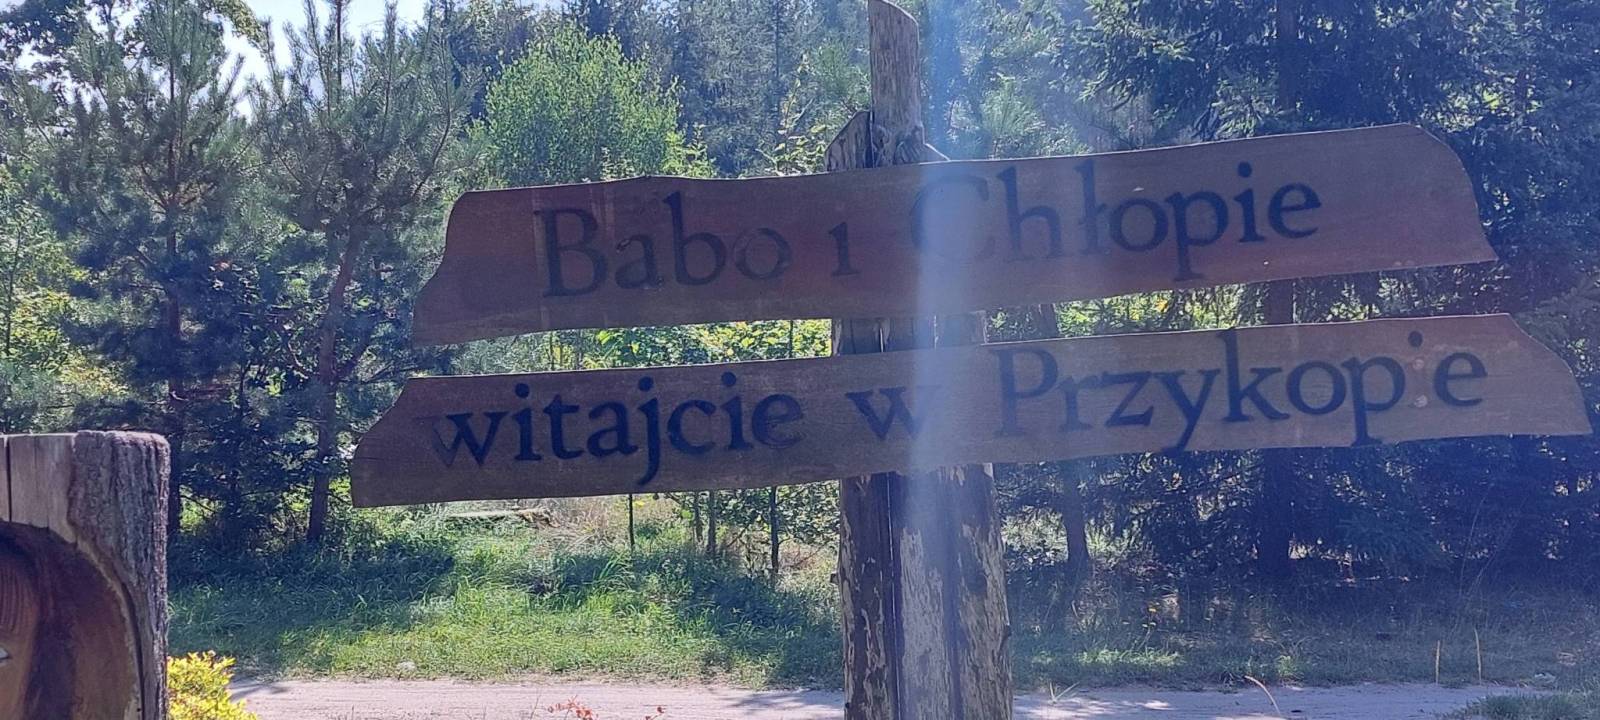 Babo i Chłopie
witajcie w Przykopie